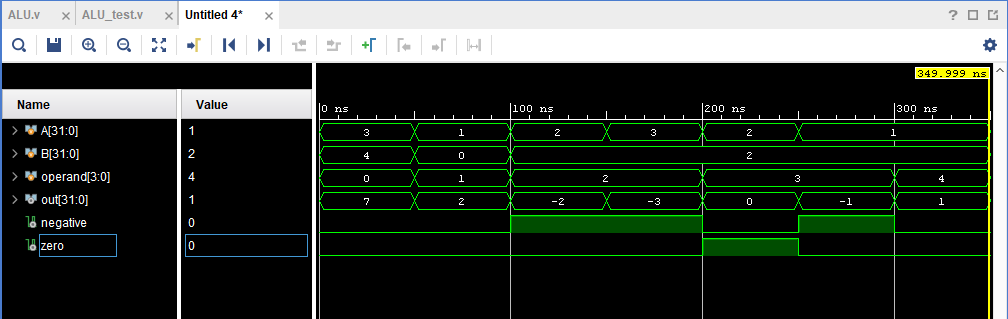 ALU.v ALU_test.v Untitled 4*
349.999 ns
Name Value 0 ns 100 ns 200 ns 300 ns
A[31:0] 1 3 1 2 3 2 1
B[31:0] 2 4 0 2
operand[3:0] 4 0 1 2 3 4
out[31:0] 1 7 2 -2 -3 0 -1 1
negative 0
zero 0